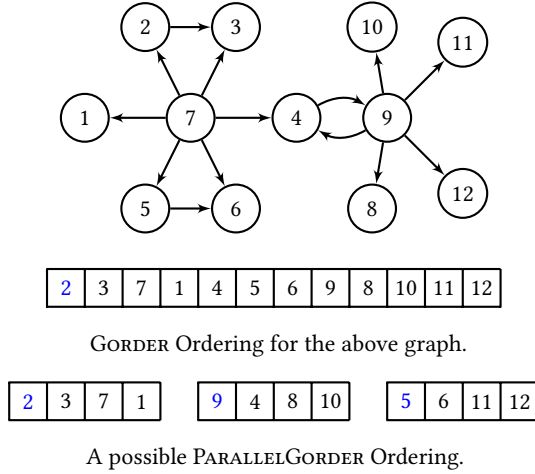 2 3 10 11
1 7 4 9
5 6 8 12
2 3 7 1 4 5 6 9 8 10 11 12
GORDER Ordering for the above graph.
2 3 7 1 9 4 8 10 5 6 11 12
A possible PARALLELGORDER Ordering.